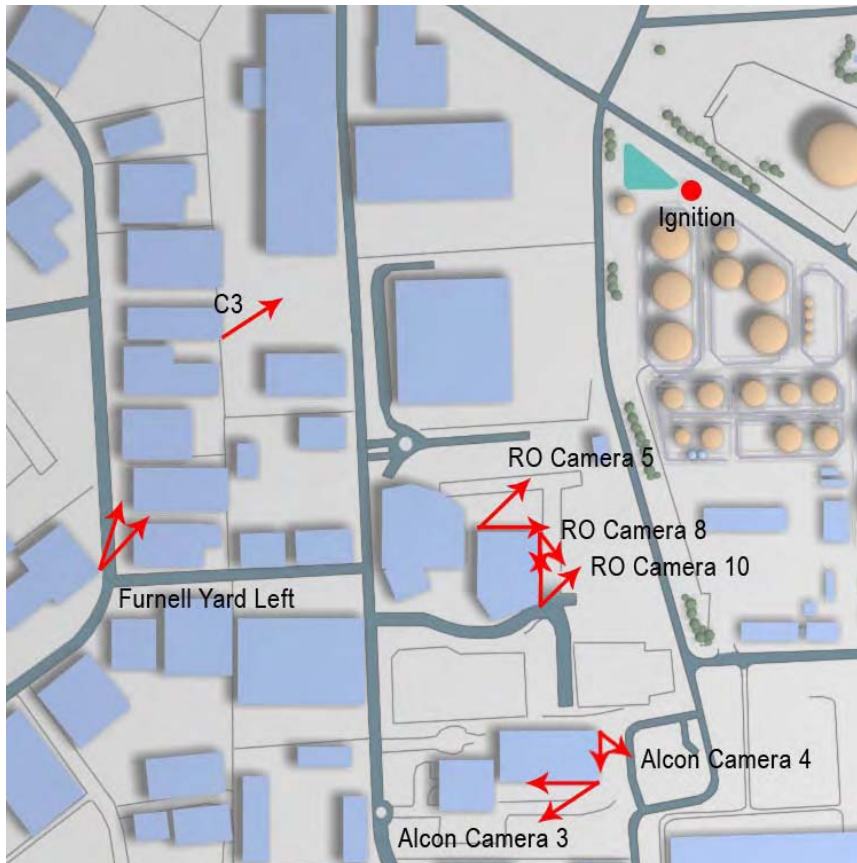 Ignition
C3
RO Camera 5
RO Camera 8
RO Camera 10
Furnell Yard Left
Alcon Camera 4
Alcon Camera 3